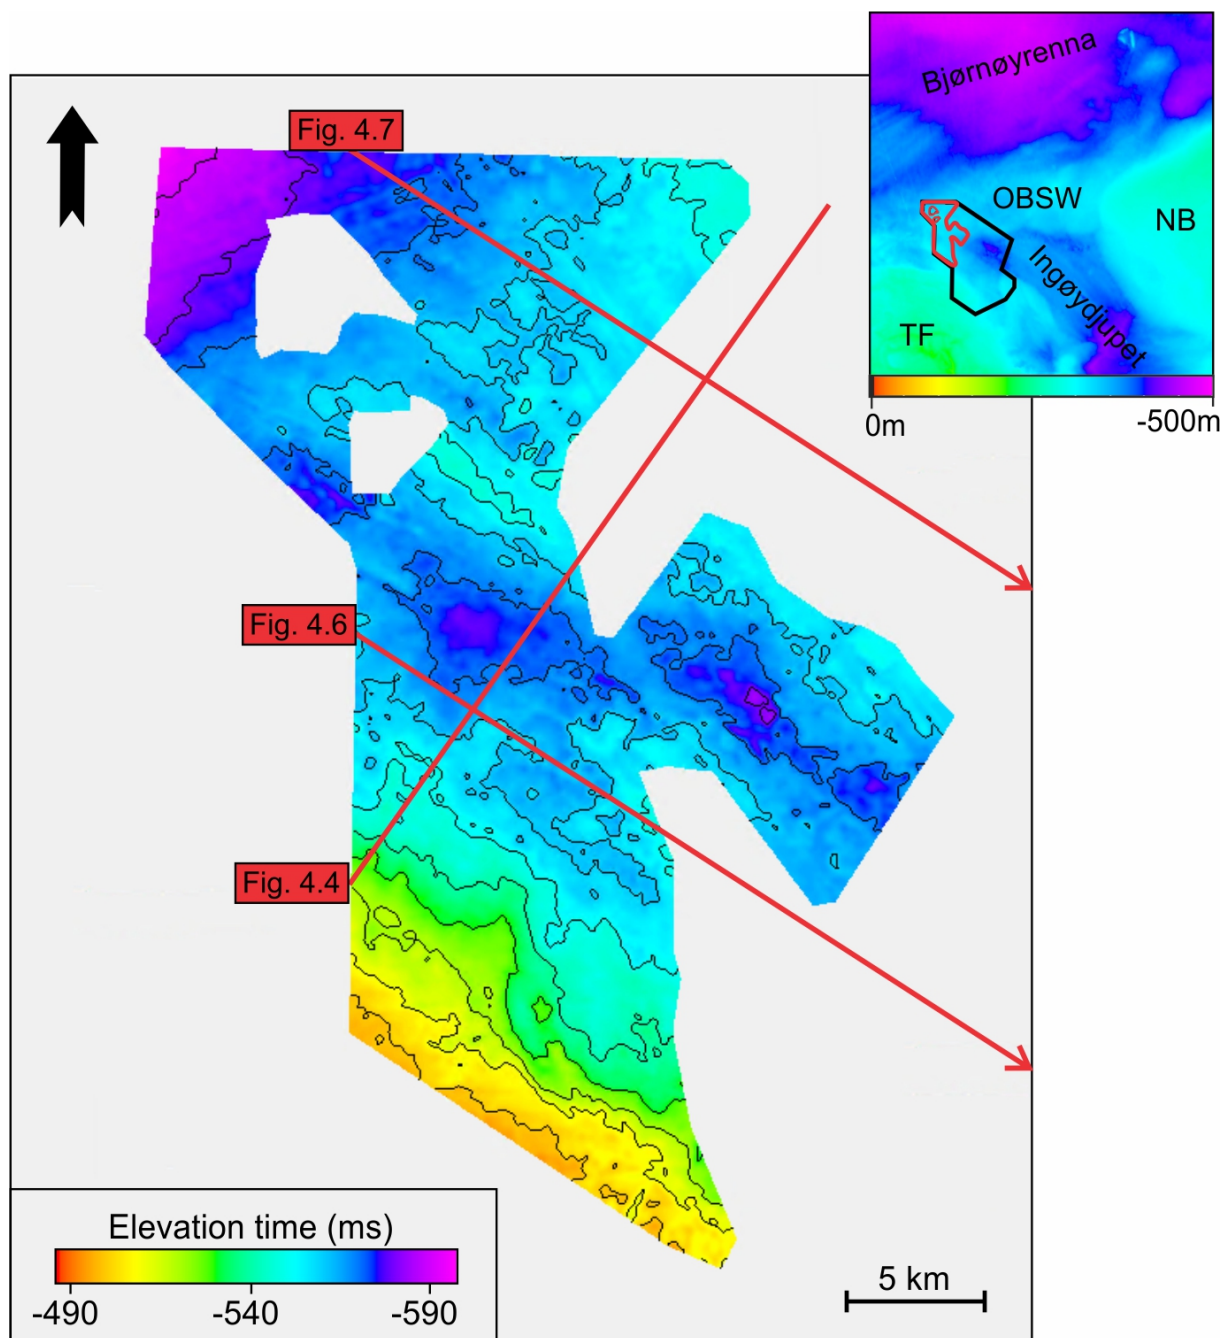 Fig. 4.7
Bjørnøyrenna
OBSW
NB
Ingøydjupet
TF
0m
-500m
Fig. 4.6
Fig. 4.4
Elevation time (ms)
-490
-540
-590
5 km